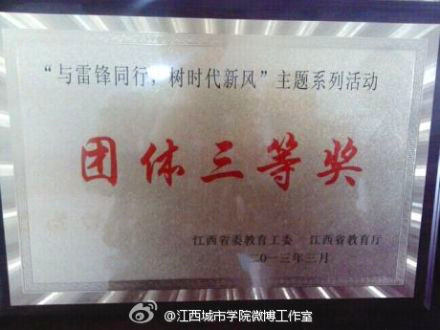 “与雷锋同行，树时代新风”主题系列活动
团体三等奖
江西省委教育工委 江西省教育厅
二〇一三年三月
@江西城市学院微博工作室